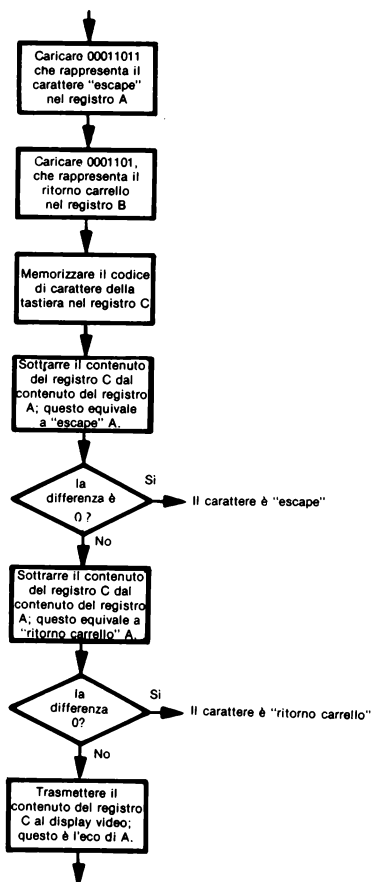 Caricare 00011011
che rappresenta il
carattere "escape"
nel registro A
Caricare 0001101,
che rappresenta il
ritorno carrello
nel registro B
Memorizzare il codice
di carattere della
tastiera nel registro C
Sottrarre il contenuto
del registro C dal
contenuto del registro
A; questo equivale
a "escape" A.
la
differenza è
0 ?
Si
Il carattere è "escape"
No
Sottrarre il contenuto
del registro C dal
contenuto del registro
A; questo equivale a
"ritorno carrello" A.
la
differenza
0?
Si
Il carattere è "ritorno carrello"
No
Trasmettere il
contenuto del registro
C al display video;
questo è l'eco di A.